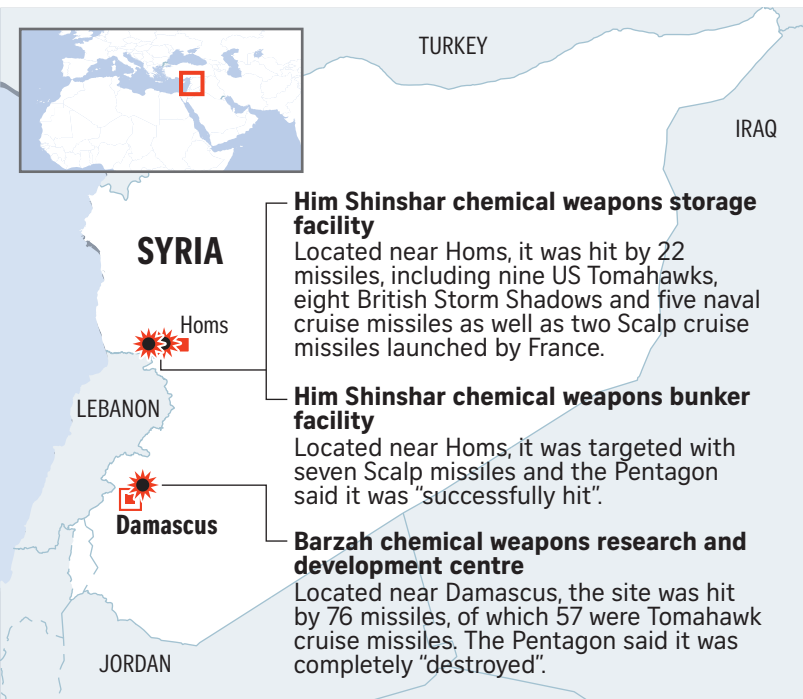 TURKEY
IRAQ
SYRIA
Homs
LEBANON
Damascus
JORDAN
Him Shinshar chemical weapons storage
facility
Located near Homs, it was hit by 22
missiles, including nine US Tomahawks,
eight British Storm Shadows and five naval
cruise missiles as well as two Scalp cruise
missiles launched by France.
Him Shinshar chemical weapons bunker
facility
Located near Homs, it was targeted with
seven Scalp missiles and the Pentagon
said it was “successfully hit”.
Barzah chemical weapons research and
development centre
Located near Damascus, the site was hit
by 76 missiles, of which 57 were Tomahawk
cruise missiles. The Pentagon said it was
completely “destroyed”.